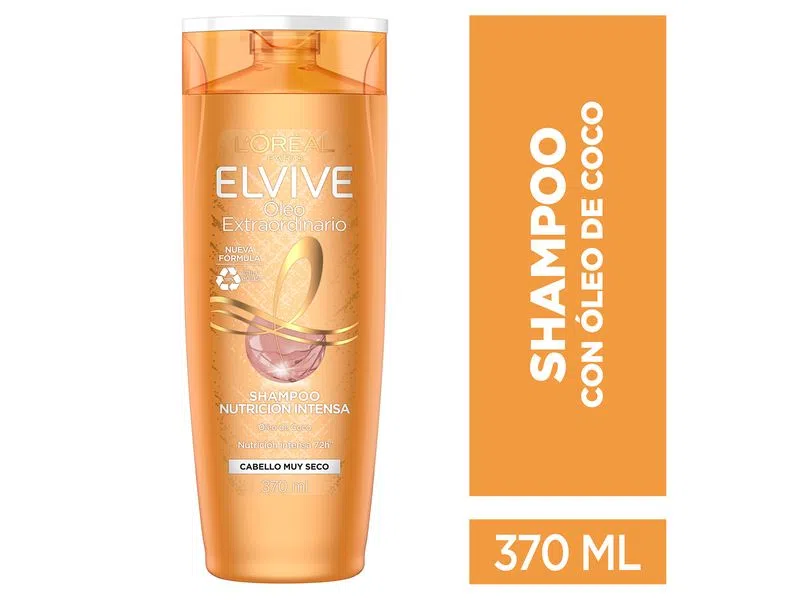 L'ORÉAL
PARIS
ELVIVE
Óleo
Extraordinario
NUEVA
FÓRMULA
SHAMPOO
NUTRICIÓN INTENSA
Óleo de Coco
Nutrición intensa 72h
CABELLO MUY SECO
370 ml
SHAMPOO
CON ÓLEO DE COCO
370 ML